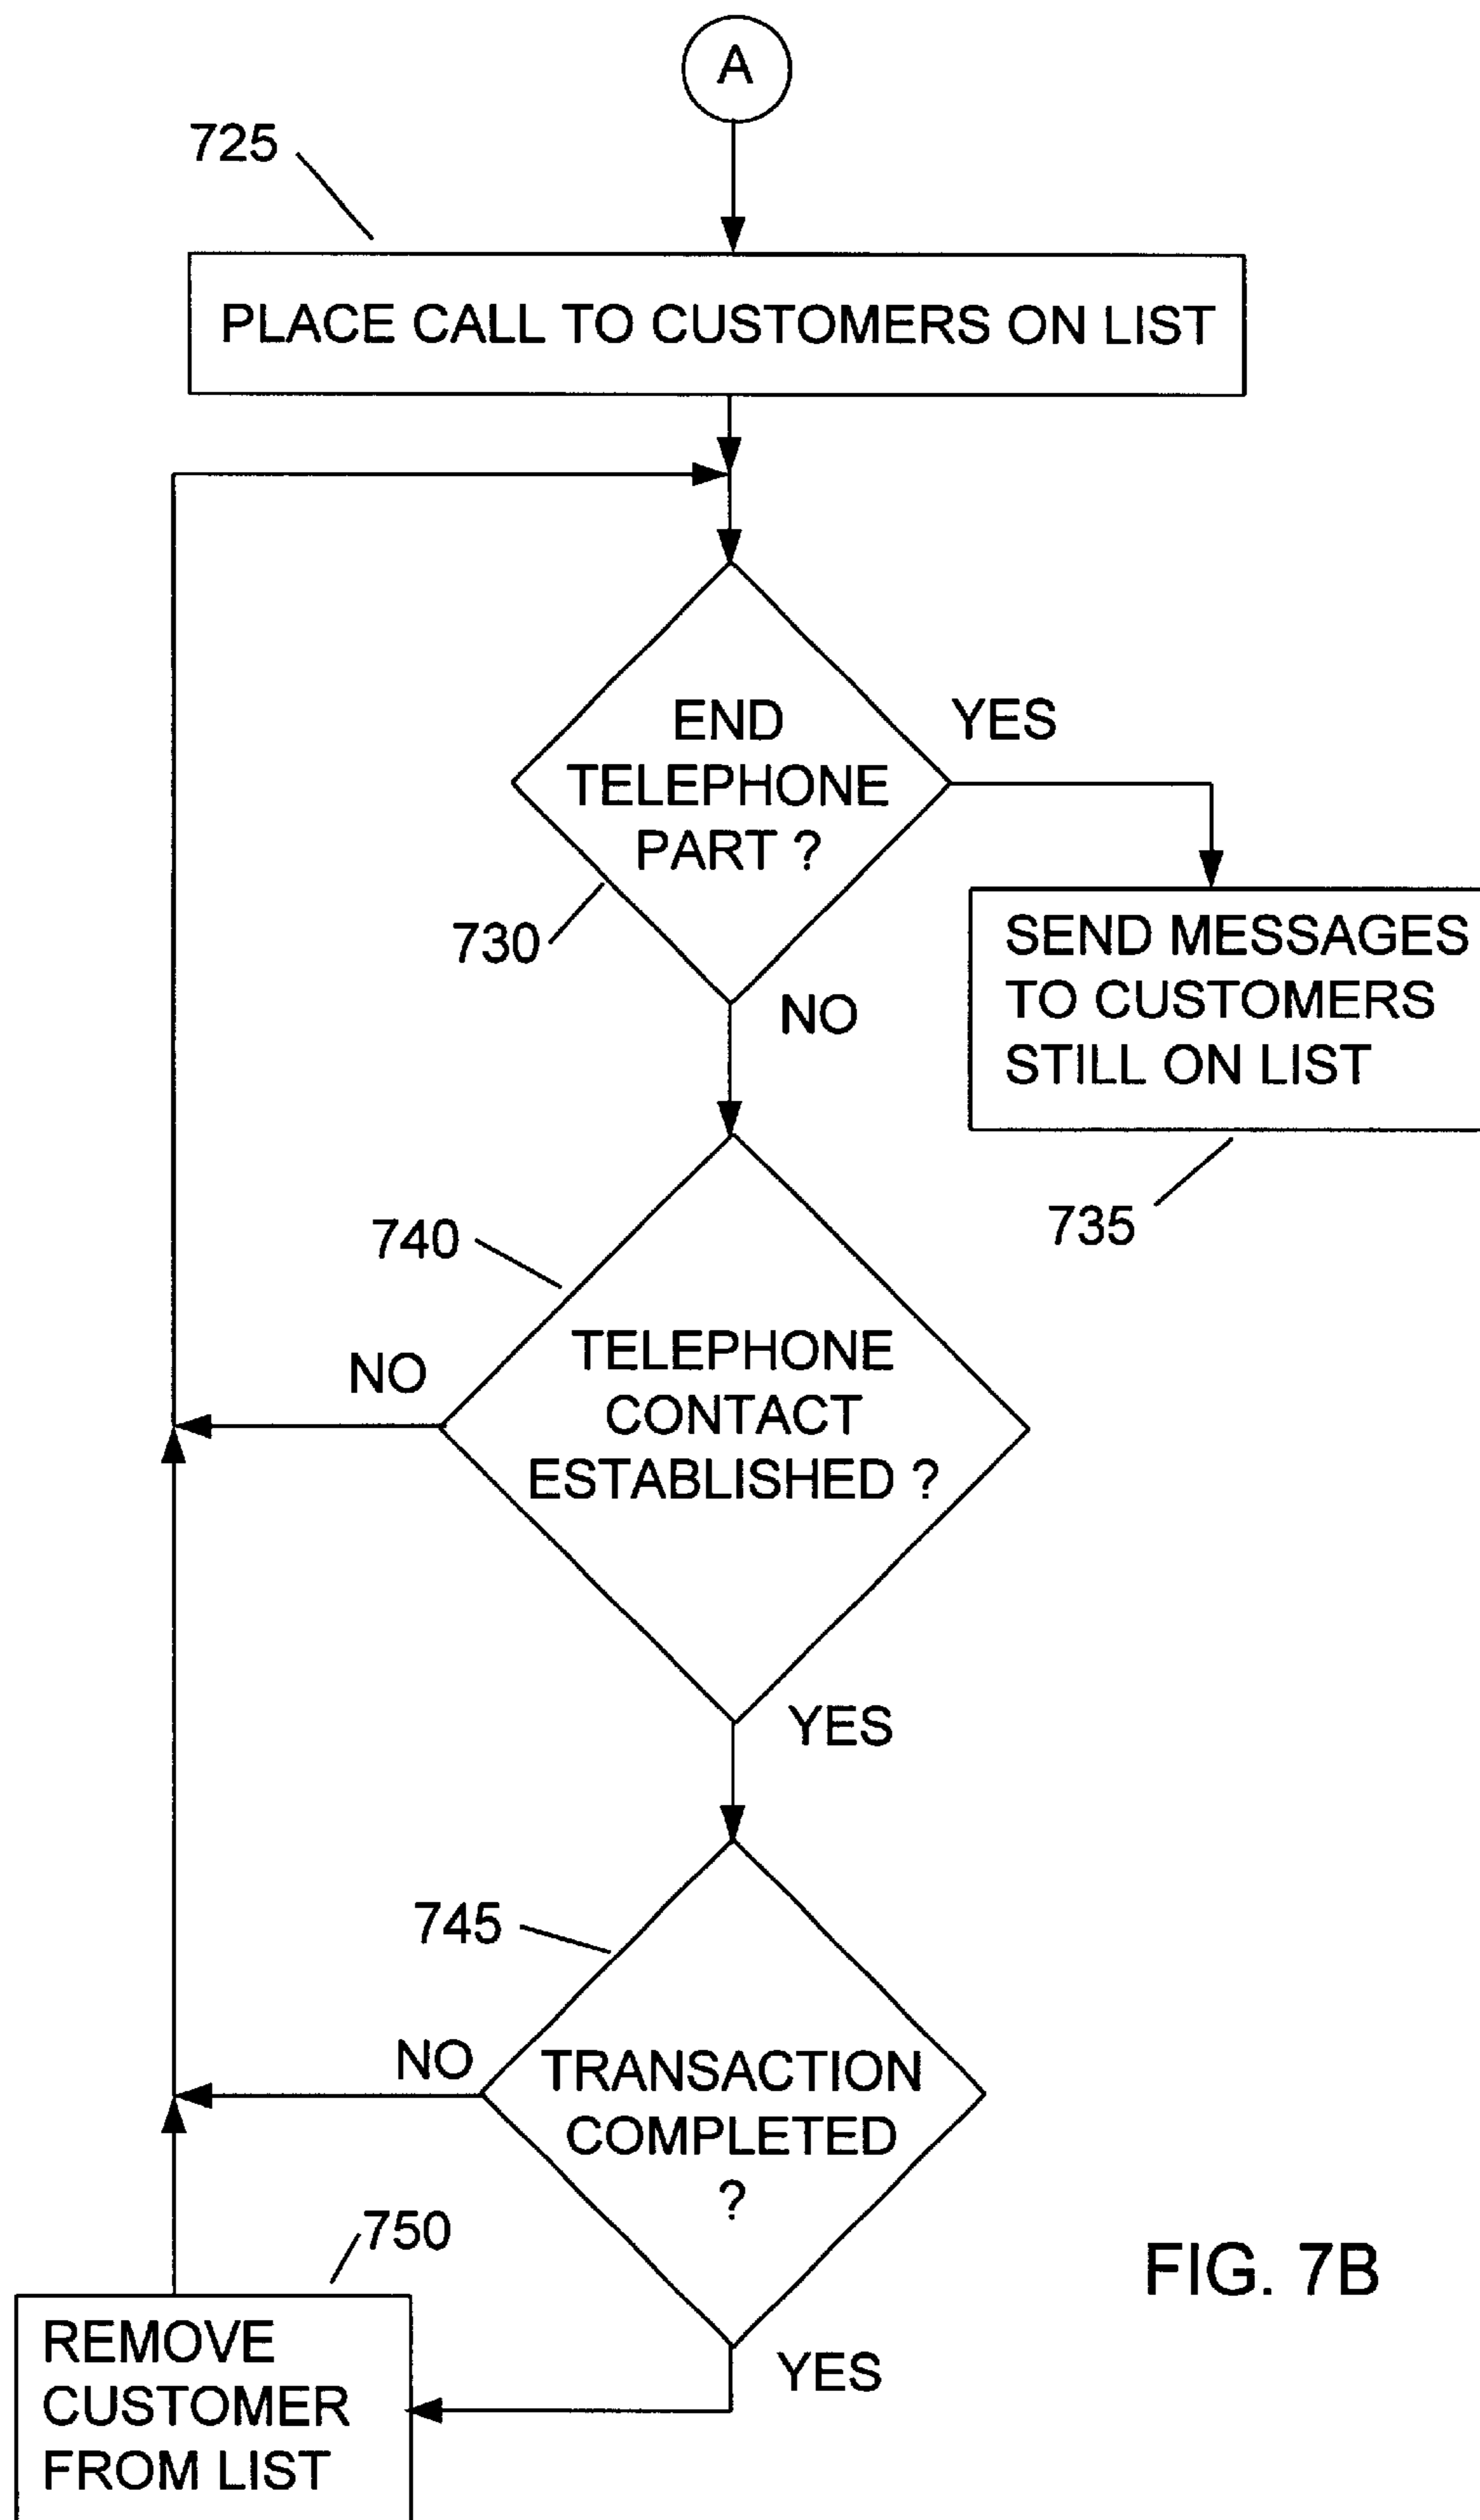 A
725
PLACE CALL TO CUSTOMERS ON LIST
END
TELEPHONE
PART ?
YES
730
NO
SEND MESSAGES
TO CUSTOMERS
STILL ON LIST
735
740
TELEPHONE
CONTACT
ESTABLISHED ?
NO
YES
745
NO
TRANSACTION
COMPLETED
?
YES
750
REMOVE
CUSTOMER
FROM LIST
FIG. 7B